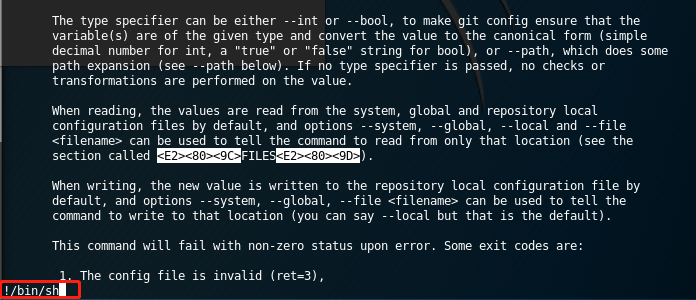 The type specifier can be either --int or --bool, to make git config ensure that the
variable(s) are of the given type and convert the value to the canonical form (simple
decimal number for int, a "true" or "false" string for bool), or --path, which does some
path expansion (see --path below). If no type specifier is passed, no checks or
transformations are performed on the value.
When reading, the values are read from the system, global and repository local
configuration files by default, and options --system, --global, --local and --file
<filename> can be used to tell the command to read from only that location (see the
section called <E2><80><9C>FILES<E2><80><9D>).
When writing, the new value is written to the repository local configuration file by
default, and options --system, --global, --file <filename> can be used to tell the
command to write to that location (you can say --local but that is the default).
This command will fail with non-zero status upon error. Some exit codes are:
1. The config file is invalid (ret=3),
!/bin/sh